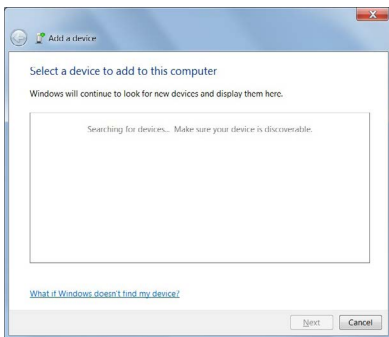 X
Add a device
Select a device to add to this computer
Windows will continue to look for new devices and display them here.
Searching for devices... Make sure your device is discoverable.
What if Windows doesn't find my device?
Next Cancel